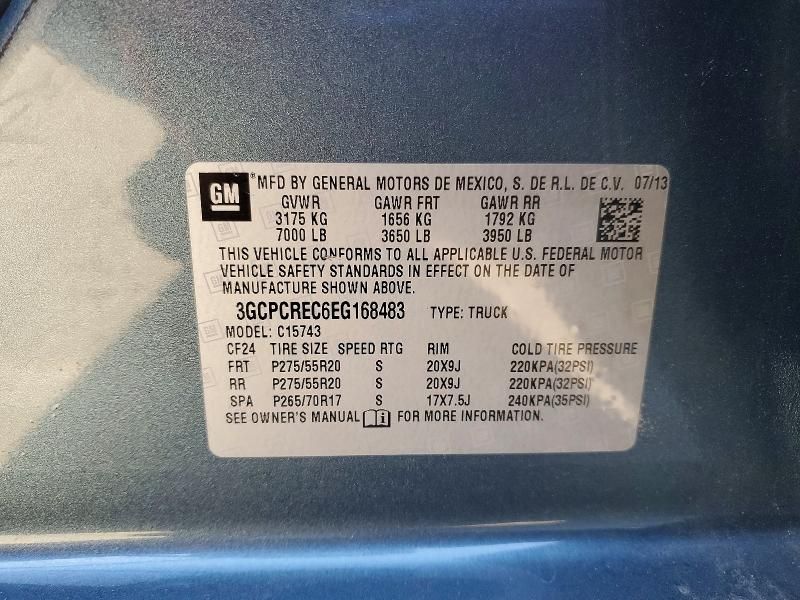 GM ® MFD BY GENERAL MOTORS DE MEXICO, S. DE R.L. DE C.V. 07/13
GVWR GAWR FRT GAWR RR
3175 KG 1656 KG 1792 KG
7000 LB 3650 LB 3950 LB
THIS VEHICLE CONFORMS TO ALL APPLICABLE U.S. FEDERAL MOTOR
VEHICLE SAFETY STANDARDS IN EFFECT ON THE DATE OF
MANUFACTURE SHOWN ABOVE.
3GCPCREC6EG168483 TYPE: TRUCK
MODEL: C15743
CF24 TIRE SIZE SPEED RTG RIM COLD TIRE PRESSURE
FRT P275/55R20 S 20X9J 220KPA(32PSI)
RR P275/55R20 S 20X9J 220KPA(32PSI)
SPA P265/70R17 S 17X7.5J 240KPA(35PSI)
SEE OWNER'S MANUAL i FOR MORE INFORMATION.